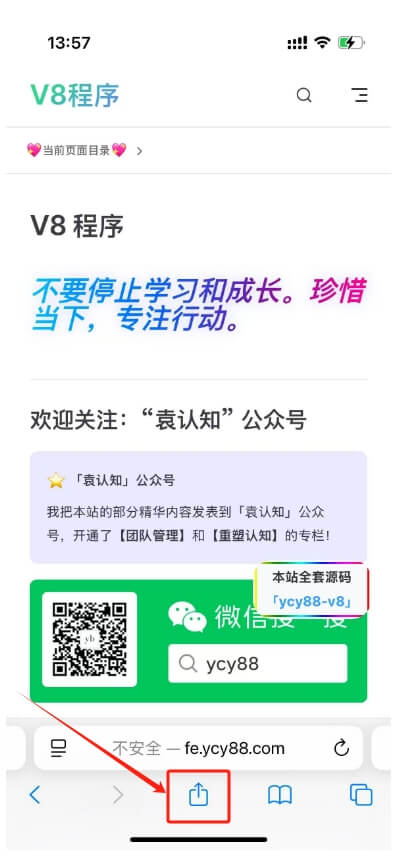 13:57
V8程序
💖当前页面目录💖 >
V8 程序
不要停止学习和成长。珍惜
当下，专注行动。
欢迎关注：“袁认知”公众号
⭐「袁认知」公众号
我把本站的部分精华内容发表到「袁认知」公众
号，开通了【团队管理】和【重塑认知】的专栏！
本站全套源码
「ycy88-v8」
微信搜一搜
yb
ycy88
不安全 — fe.ycy88.com